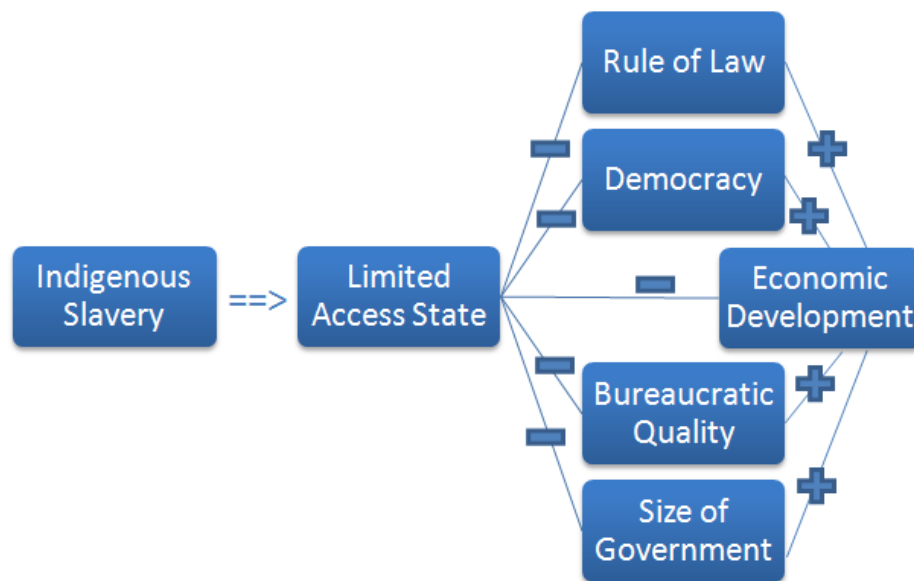 Rule of Law
Democracy
Indigenous
Slavery
==>
Limited
Access State
Economic
Development
Bureaucratic
Quality
Size of
Government